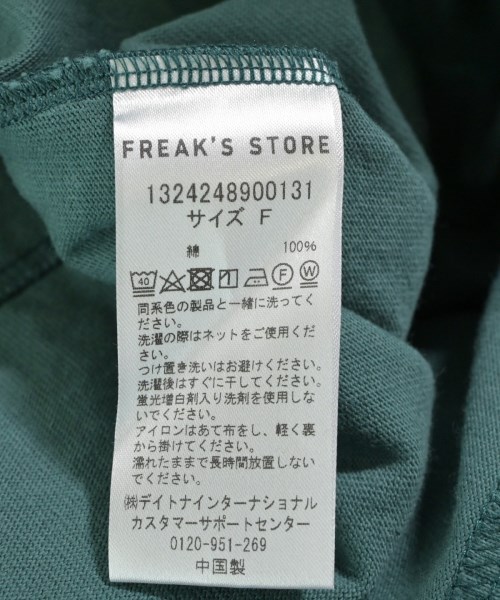 FREAK'S STORE
1324248900131
サイズ F
綿 100%
40 F W
同系色の製品と一緒に洗ってく
ださい。
洗濯の際はネットをご使用くだ
さい。
つけ置き洗いはお避けください。
洗濯後はすぐに干してください。
蛍光増白剤入り洗剤を使用しな
いでください。
アイロンはあて布をし、軽く裏
から掛けてください。
濡れたままで長時間放置しない
でください。
㈱デイトナインターナショナル
カスタマーサポートセンター
0120-951-269
中国製